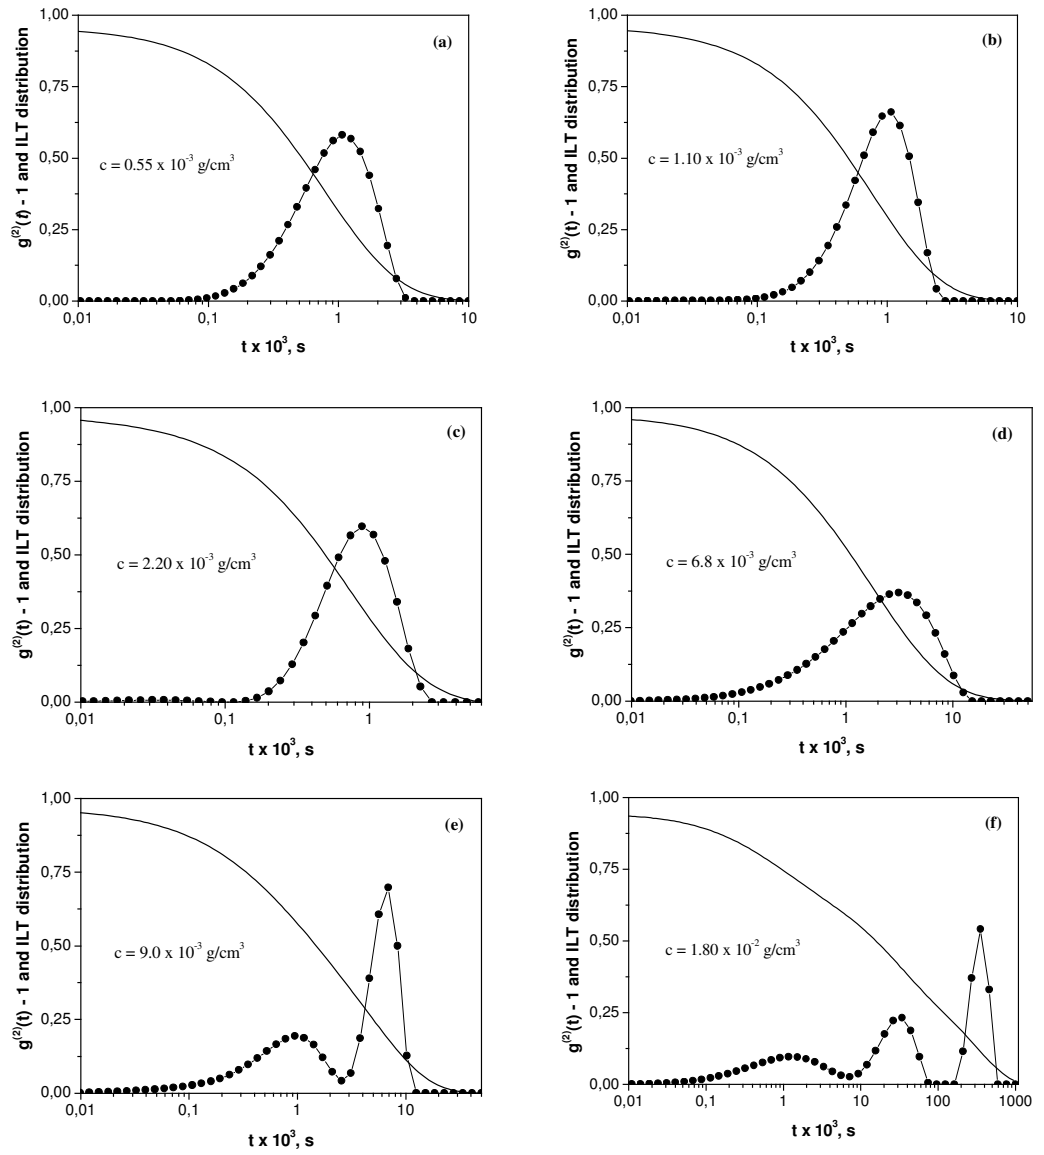 1,00
0,75
0,50
0,25
0,00
g⁽²⁾(t) - 1 and ILT distribution
(a)
c = 0.55 x 10⁻³ g/cm³
0,01 0,1 1 10
t x 10³, s
1,00
0,75
0,50
0,25
0,00
g⁽²⁾(t) - 1 and ILT distribution
(b)
c = 1.10 x 10⁻³ g/cm³
0,01 0,1 1 10
t x 10³, s
1,00
0,75
0,50
0,25
0,00
g⁽²⁾(t) - 1 and ILT distribution
(c)
c = 2.20 x 10⁻³ g/cm³
0,01 0,1 1
t x 10³, s
1,00
0,75
0,50
0,25
0,00
g⁽²⁾(t) - 1 and ILT distribution
(d)
c = 6.8 x 10⁻³ g/cm³
0,01 0,1 1 10
t x 10³, s
1,00
0,75
0,50
0,25
0,00
g⁽²⁾(t) - 1 and ILT distribution
(e)
c = 9.0 x 10⁻³ g/cm³
0,01 0,1 1 10
t x 10³, s
1,00
0,75
0,50
0,25
0,00
g⁽²⁾(t) - 1 and ILT distribution
(f)
c = 1.80 x 10⁻² g/cm³
0,01 0,1 1 10 100 1000
t x 10³, s